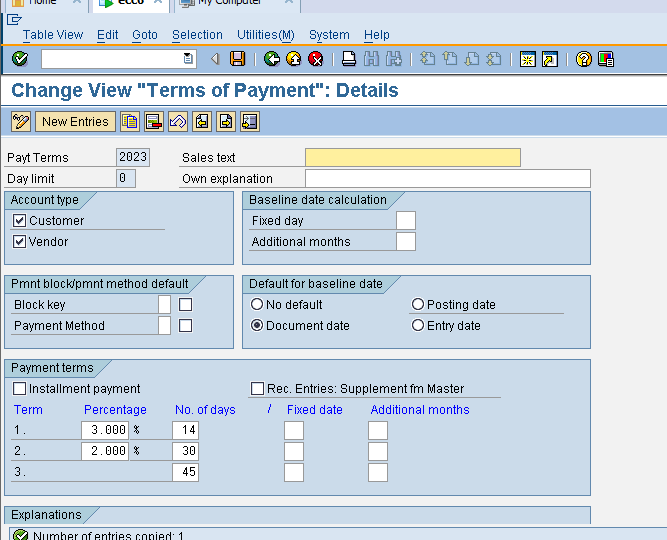 Home ecc6 My Computer
Table View Edit Goto Selection Utilities(M) System Help
Change View "Terms of Payment": Details
New Entries
Payt Terms 2023 Sales text
Day limit 0 Own explanation
Account type Baseline date calculation
Customer Fixed day
Vendor Additional months
Pmnt block/pmnt method default Default for baseline date
Block key No default Posting date
Payment Method Document date Entry date
Payment terms
Installment payment Rec. Entries: Supplement fm Master
Term Percentage No. of days / Fixed date Additional months
1. 3.000 % 14
2. 2.000 % 30
3. 45
Explanations
Number of entries copied: 1